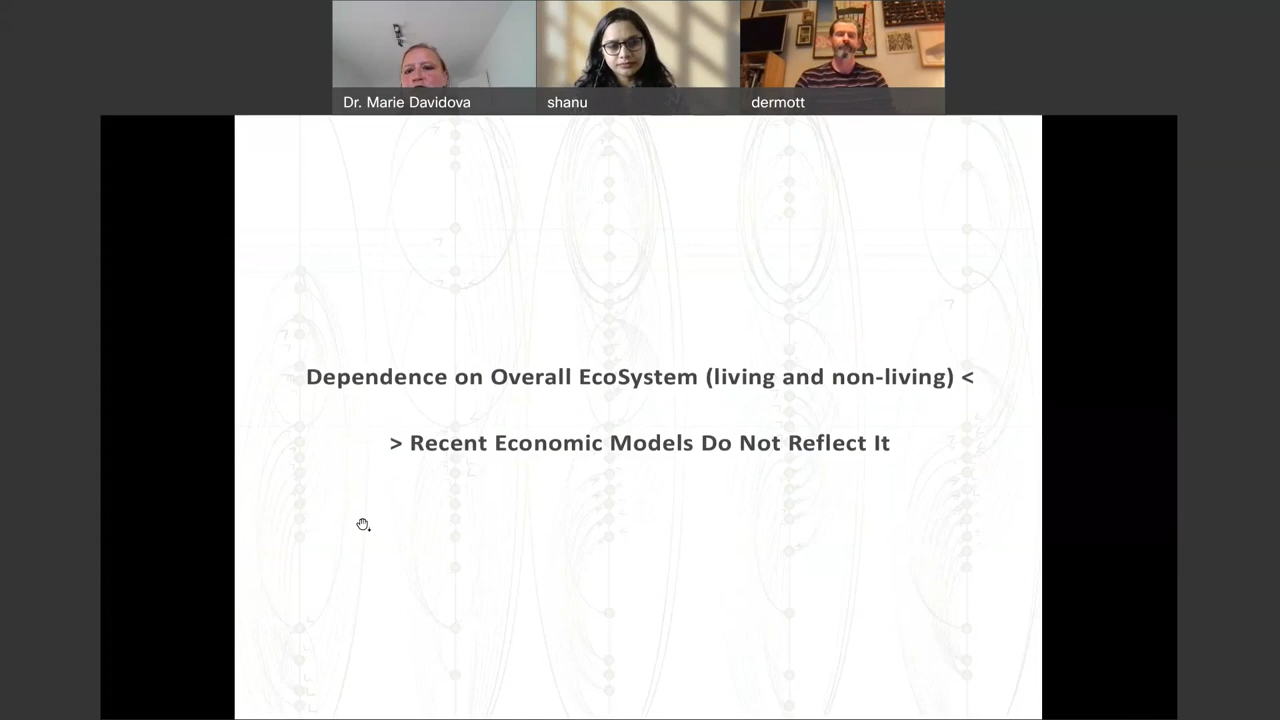 Dr. Marie Davidova
shanu
dermott
Dependence on Overall EcoSystem (living and non-living) <
> Recent Economic Models Do Not Reflect It